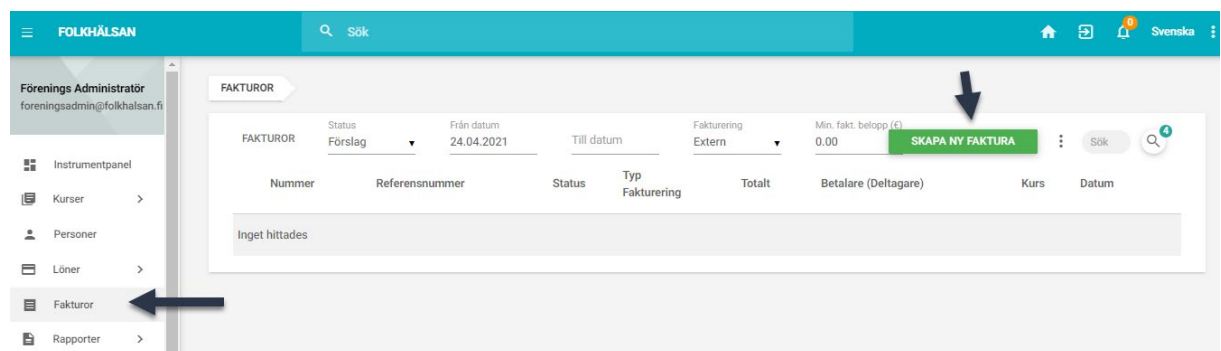 FOLKHÄLSAN
Sök
0
Svenska
Förenings Administratör
foreningsadmin@folkhalsan.fi
Instrumentpanel
Kurser
Personer
Löner
Fakturor
Rapporter
FAKTUROR
FAKTUROR
Status
Förslag
Från datum
24.04.2021
Till datum
Fakturering
Extern
Min. fakt. belopp (€)
0.00
SKAPA NY FAKTURA
Sök
4
Nummer
Referensnummer
Status
Typ
Fakturering
Totalt
Betalare (Deltagare)
Kurs
Datum
Inget hittades